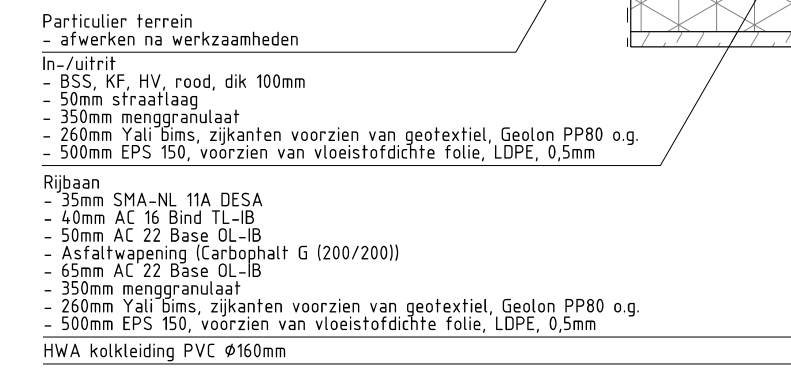 Particulier terrein
- afwerken na werkzaamheden
In-/uitrit
- BSS, KF, HV, rood, dik 100mm
- 50mm straatlaag
- 350mm menggranulaat
- 260mm Yali bims, zijkanten voorzien van geotextiel, Geolon PP80 o.g.
- 500mm EPS 150, voorzien van vloeistofdichte folie, LDPE, 0,5mm
Rijbaan
- 35mm SMA-NL 11A DESA
- 40mm AC 16 Bind TL-IB
- 50mm AC 22 Base OL-IB
- Asfaltwapening (Carbophalt G (200/200))
- 65mm AC 22 Base OL-IB
- 350mm menggranulaat
- 260mm Yali bims, zijkanten voorzien van geotextiel, Geolon PP80 o.g.
- 500mm EPS 150, voorzien van vloeistofdichte folie, LDPE, 0,5mm
HWA kolkleiding PVC Ø160mm